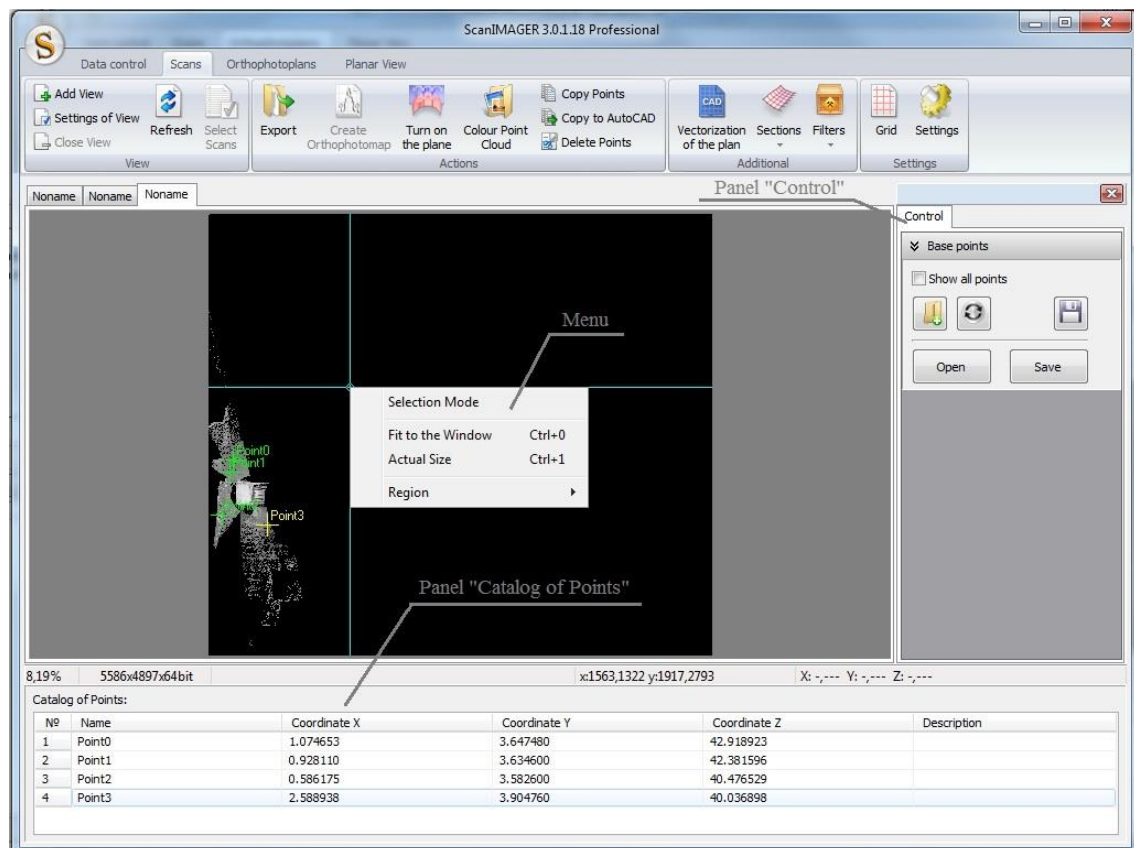 ScanIMAGER 3.0.1.18 Professional
S
Data control Scans Orthophotoplans Planar View
Add View
Settings of View
Close View
Refresh
Select Scans
View
Export
Create Orthophotomap
Turn on the plane
Colour Point Cloud
Copy Points
Copy to AutoCAD
Delete Points
Actions
CAD
Vectorization of the plan
Sections
Filters
Additional
Grid
Settings
Settings
Noname Noname Noname
Panel "Control"
Control
Base points
Show all points
Open Save
Menu
Selection Mode
Fit to the Window Ctrl+0
Actual Size Ctrl+1
Region
Point0
Point3
Panel "Catalog of Points"
8,19% 5586x4897x64bit x:1563,1322 y:1917,2793 X: -,--- Y: -,--- Z: -,---
Catalog of Points:
Nº Name Coordinate X Coordinate Y Coordinate Z Description
1 Point0 1.074653 3.647480 42.918923
2 Point1 0.928110 3.634600 42.381596
3 Point2 0.586175 3.582600 40.476529
4 Point3 2.588938 3.904760 40.036898